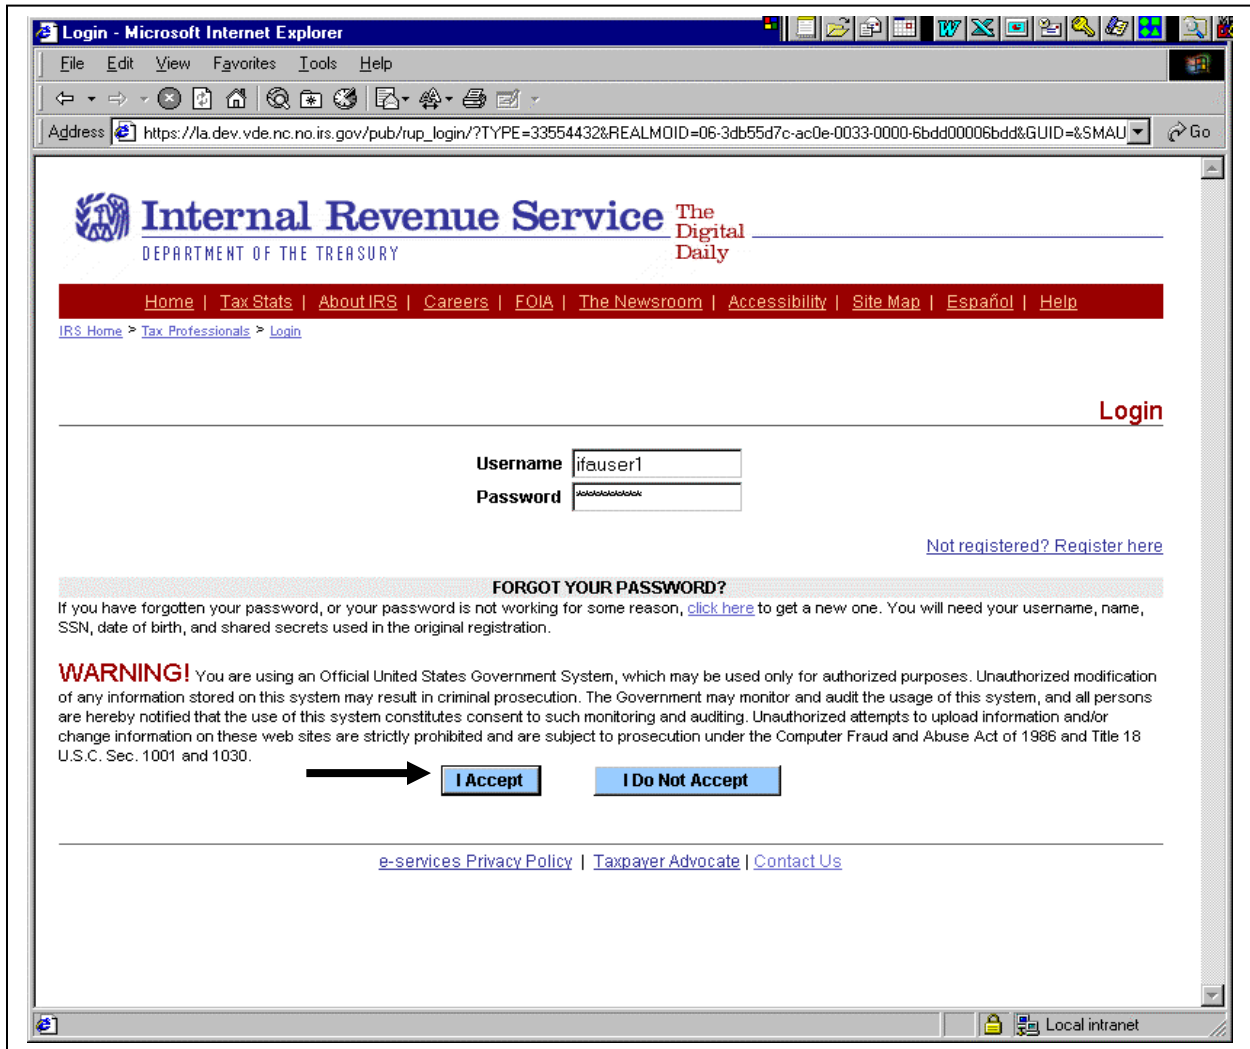 Login - Microsoft Internet Explorer
File Edit View Favorites Tools Help
Address https://la.dev.vde.nc.no.irs.gov/pub/rup_login/?TYPE=33554432&REALMOID=06-3db55d7c-ac0e-0033-0000-6bdd00006bdd&GUID=&SMAU Go
Internal Revenue Service The
Digital
DEPARTMENT OF THE TREASURY Daily
Home | Tax Stats | About IRS | Careers | FOIA | The Newsroom | Accessibility | Site Map | Español | Help
IRS Home > Tax Professionals > Login
Login
Username ifauser1
Password ***********
Not registered? Register here
FORGOT YOUR PASSWORD?
If you have forgotten your password, or your password is not working for some reason, click here to get a new one. You will need your username, name,
SSN, date of birth, and shared secrets used in the original registration.
WARNING! You are using an Official United States Government System, which may be used only for authorized purposes. Unauthorized modification
of any information stored on this system may result in criminal prosecution. The Government may monitor and audit the usage of this system, and all persons
are hereby notified that the use of this system constitutes consent to such monitoring and auditing. Unauthorized attempts to upload information and/or
change information on these web sites are strictly prohibited and are subject to prosecution under the Computer Fraud and Abuse Act of 1986 and Title 18
U.S.C. Sec. 1001 and 1030.
I Accept I Do Not Accept
e-services Privacy Policy | Taxpayer Advocate | Contact Us
Local intranet